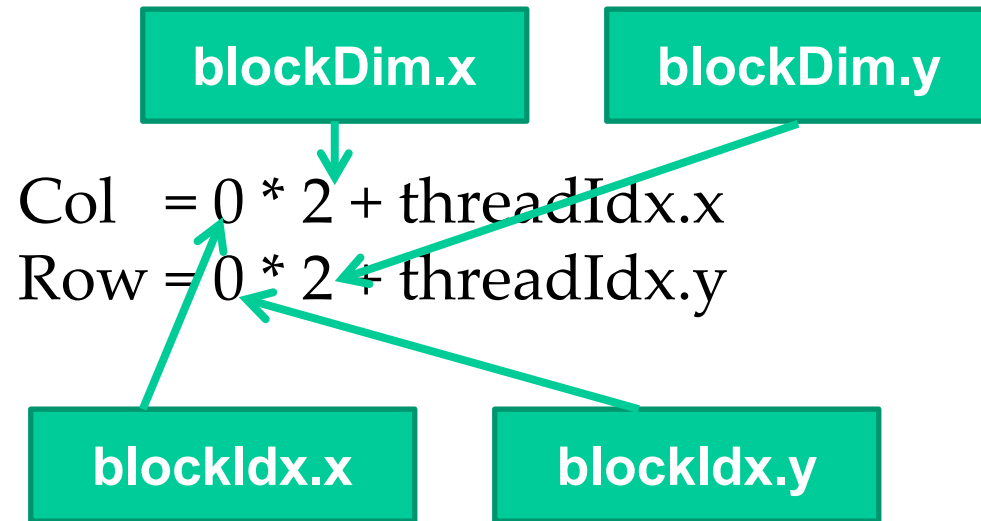 blockDim.x blockDim.y
Col = 0 * 2 + threadIdx.x
Row = 0 * 2 + threadIdx.y
blockIdx.x blockIdx.y